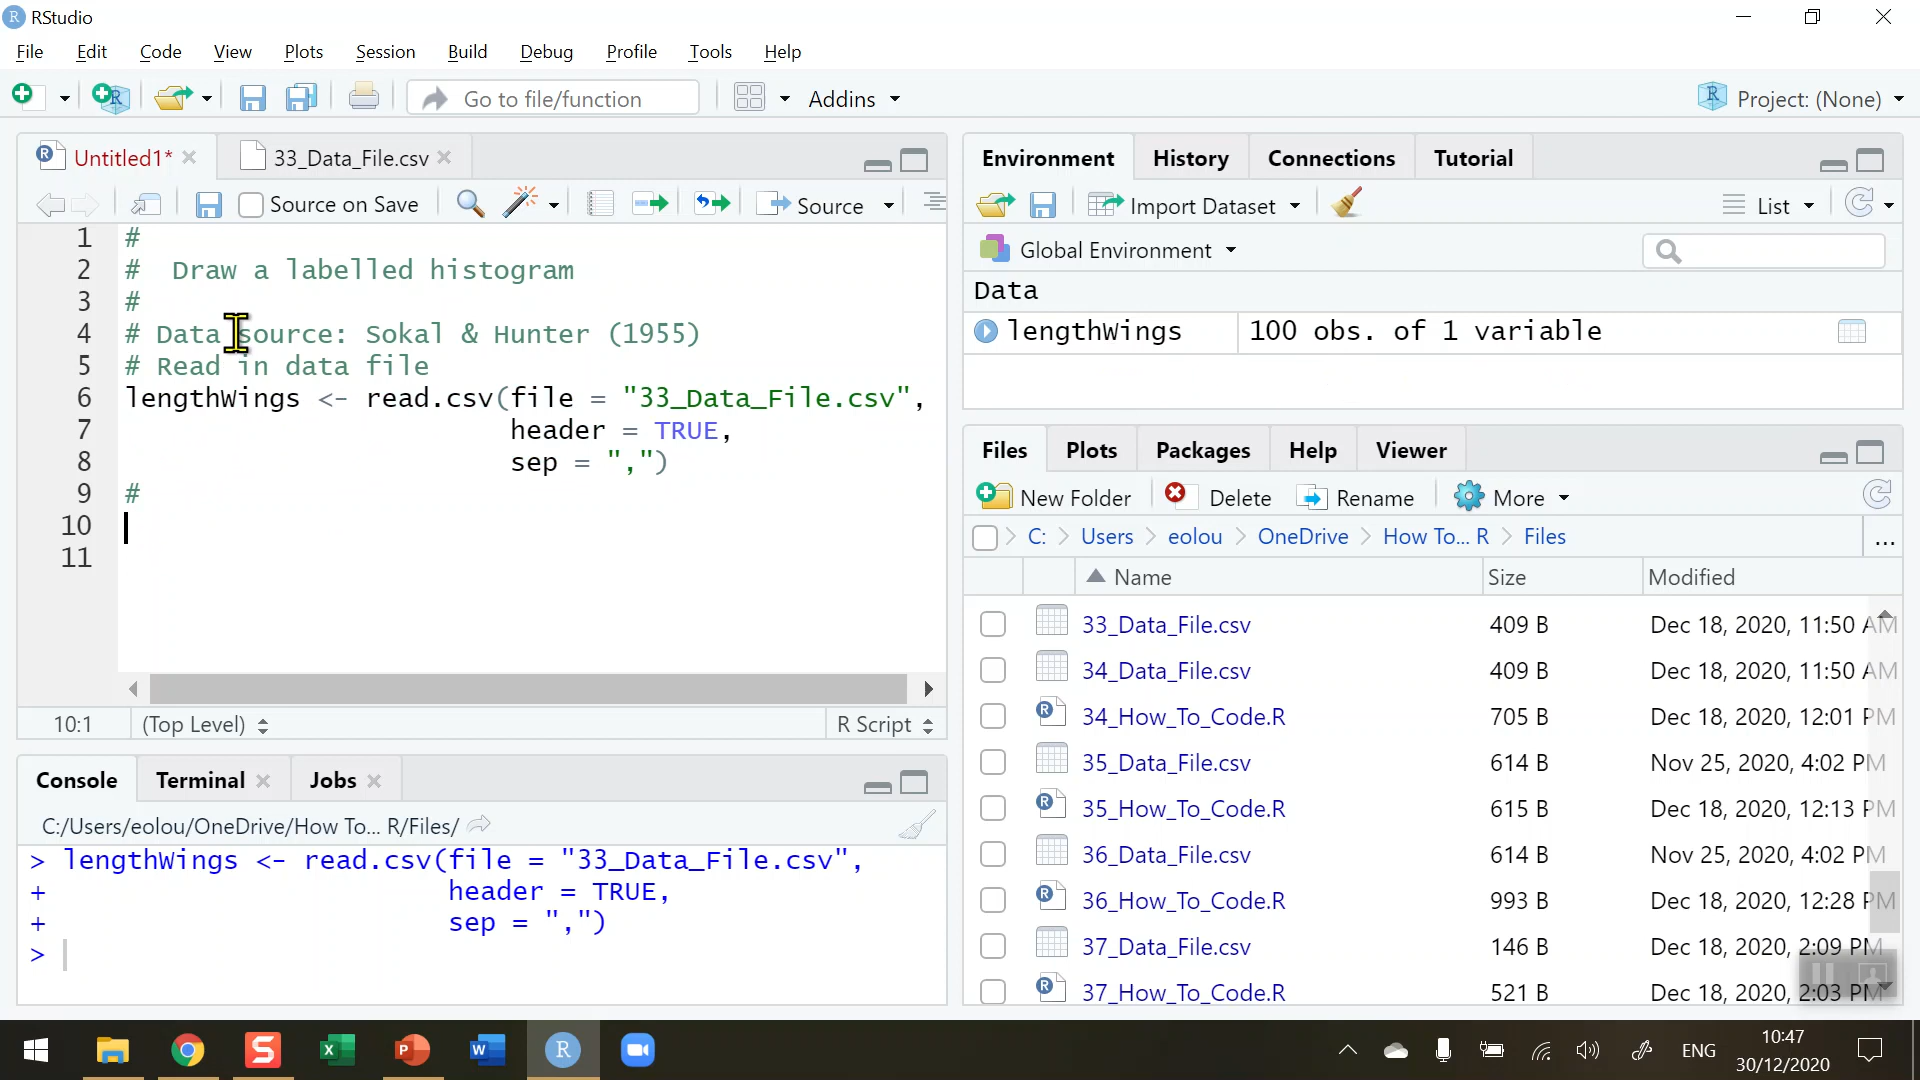 RStudio
File Edit Code View Plots Session Build Debug Profile Tools Help
Go to file/function Addins Project: (None)
Untitled1* 33_Data_File.csv
Source on Save Source
1 #
2 #  Draw a labelled histogram
3 #
4 # Data source: Sokal & Hunter (1955)
5 # Read in data file
6 lengthWings <- read.csv(file = "33_Data_File.csv",
7 header = TRUE,
8 sep = ",")
9 #
10
11
10:1 (Top Level) R Script
Console Terminal Jobs
C:/Users/eolou/OneDrive/How To... R/Files/
> lengthWings <- read.csv(file = "33_Data_File.csv",
+ header = TRUE,
+ sep = ",")
>
Environment History Connections Tutorial
Import Dataset List
Global Environment
Data
lengthWings 100 obs. of 1 variable
Files Plots Packages Help Viewer
New Folder Delete Rename More
C: Users eolou OneDrive How To... R Files ...
Name Size Modified
33_Data_File.csv 409 B Dec 18, 2020, 11:50 AM
34_Data_File.csv 409 B Dec 18, 2020, 11:50 AM
34_How_To_Code.R 705 B Dec 18, 2020, 12:01 PM
35_Data_File.csv 614 B Nov 25, 2020, 4:02 PM
35_How_To_Code.R 615 B Dec 18, 2020, 12:13 PM
36_Data_File.csv 614 B Nov 25, 2020, 4:02 PM
36_How_To_Code.R 993 B Dec 18, 2020, 12:28 PM
37_Data_File.csv 146 B Dec 18, 2020, 2:09 PM
37_How_To_Code.R 521 B Dec 18, 2020, 2:03 PM
ENG 10:47
30/12/2020